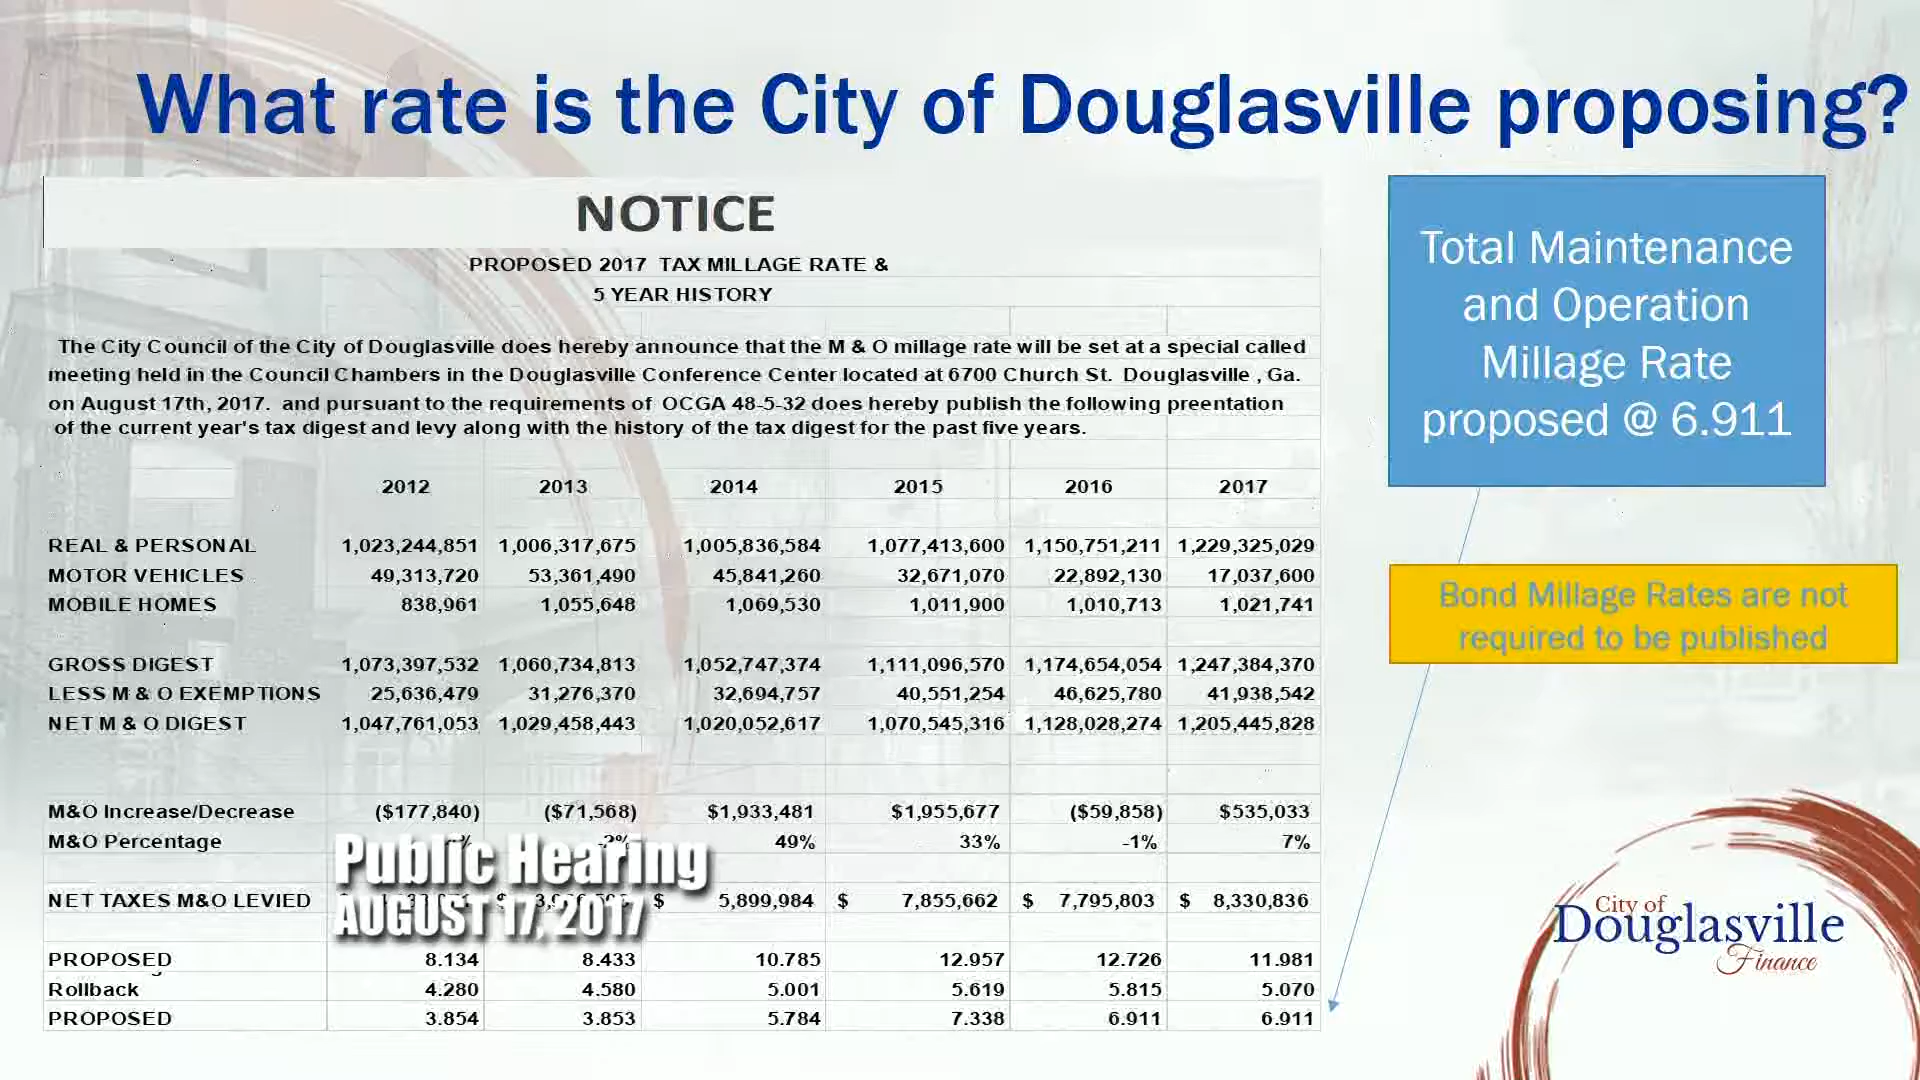 What rate is the City of Douglasville proposing?
NOTICE
PROPOSED 2017 TAX MILLAGE RATE &
5 YEAR HISTORY
The City Council of the City of Douglasville does hereby announce that the M & O millage rate will be set at a special called
meeting held in the Council Chambers in the Douglasville Conference Center located at 6700 Church St. Douglasville , Ga.
on August 17th, 2017. and pursuant to the requirements of OCGA 48-5-32 does hereby publish the following preentation
of the current year's tax digest and levy along with the history of the tax digest for the past five years.
2012 2013 2014 2015 2016 2017
REAL & PERSONAL 1,023,244,851 1,006,317,675 1,005,836,584 1,077,413,600 1,150,751,211 1,229,325,029
MOTOR VEHICLES 49,313,720 53,361,490 45,841,260 32,671,070 22,892,130 17,037,600
MOBILE HOMES 838,961 1,055,648 1,069,530 1,011,900 1,010,713 1,021,741
GROSS DIGEST 1,073,397,532 1,060,734,813 1,052,747,374 1,111,096,570 1,174,654,054 1,247,384,370
LESS M & O EXEMPTIONS 25,636,479 31,276,370 32,694,757 40,551,254 46,625,780 41,938,542
NET M & O DIGEST 1,047,761,053 1,029,458,443 1,020,052,617 1,070,545,316 1,128,028,274 1,205,445,828
M&O Increase/Decrease ($177,840) ($71,568) $1,933,481 $1,955,677 ($59,858) $535,033
M&O Percentage -2% 49% 33% -1% 7%
NET TAXES M&O LEVIED $ 5,899,984 $ 7,855,662 $ 7,795,803 $ 8,330,836
PROPOSED 8.134 8.433 10.785 12.957 12.726 11.981
Rollback 4.280 4.580 5.001 5.619 5.815 5.070
PROPOSED 3.854 3.853 5.784 7.338 6.911 6.911
Public Hearing
AUGUST 17, 2017
Total Maintenance
and Operation
Millage Rate
proposed @ 6.911
Bond Millage Rates are not
required to be published
City of
Douglasville
Finance